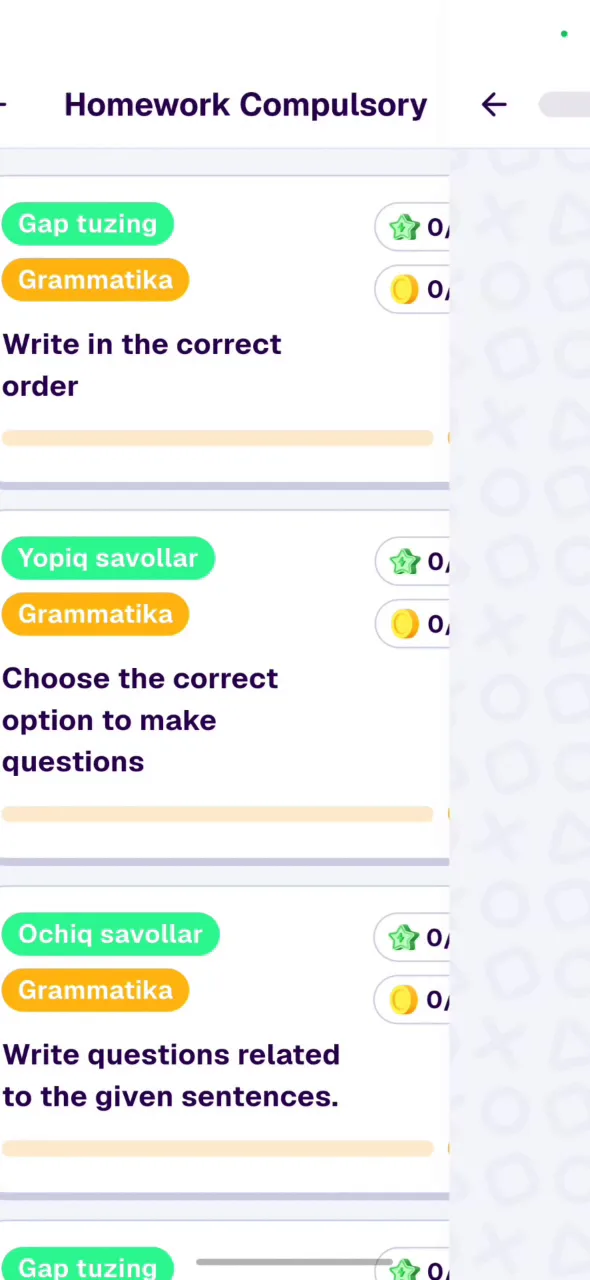 Homework Compulsory
Gap tuzing
0/
Grammatika
0/
Write in the correct
order
Yopiq savollar
0/
Grammatika
0/
Choose the correct
option to make
questions
Ochiq savollar
0/
Grammatika
0/
Write questions related
to the given sentences.
Gap tuzing
0/